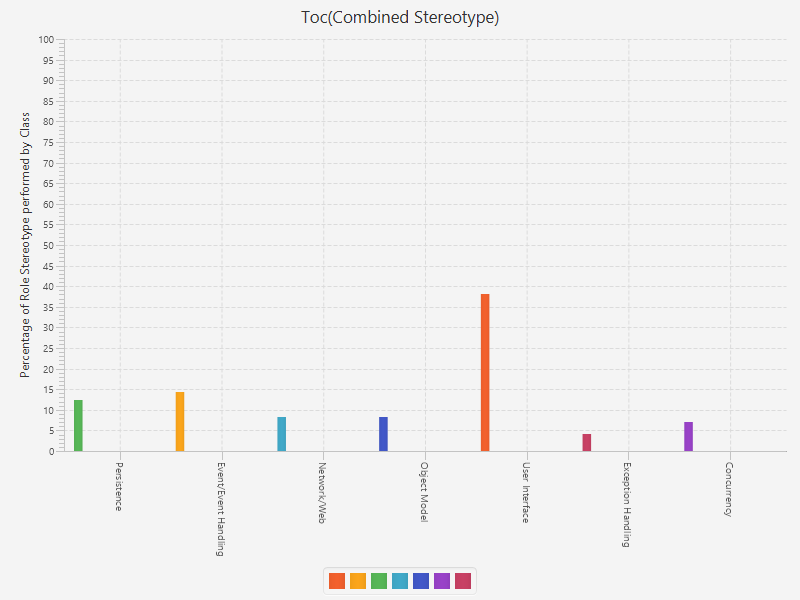 Toc(Combined Stereotype)
Percentage of Role Stereotype performed by Class
100
95
90
85
80
75
70
65
60
55
50
45
40
35
30
25
20
15
10
5
0
Persistence
Event/Event Handling
Network/Web
Object Model
User Interface
Exception Handling
Concurrency